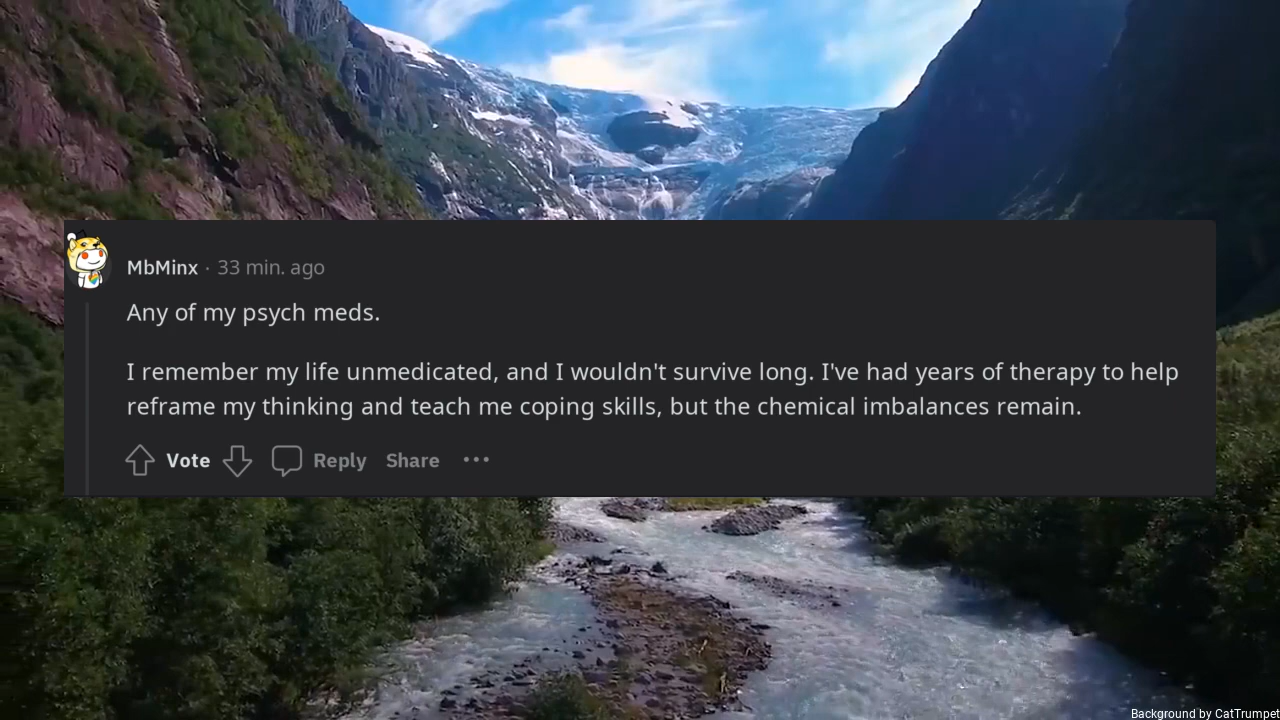 MbMinx · 33 min. ago
Any of my psych meds.
I remember my life unmedicated, and I wouldn't survive long. I've had years of therapy to help
reframe my thinking and teach me coping skills, but the chemical imbalances remain.
Vote Reply Share ···
Background by CatTrumpet